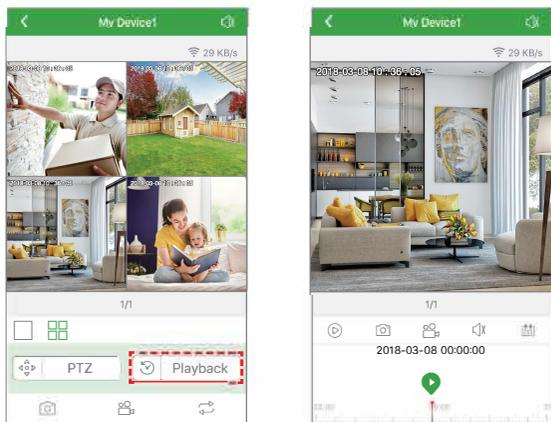 My Device1
29 KB/s
1/1
PTZ
Playback
My Device1
29 KB/s
2018-03-08 10:36:05
1/1
2018-03-08 00:00:00